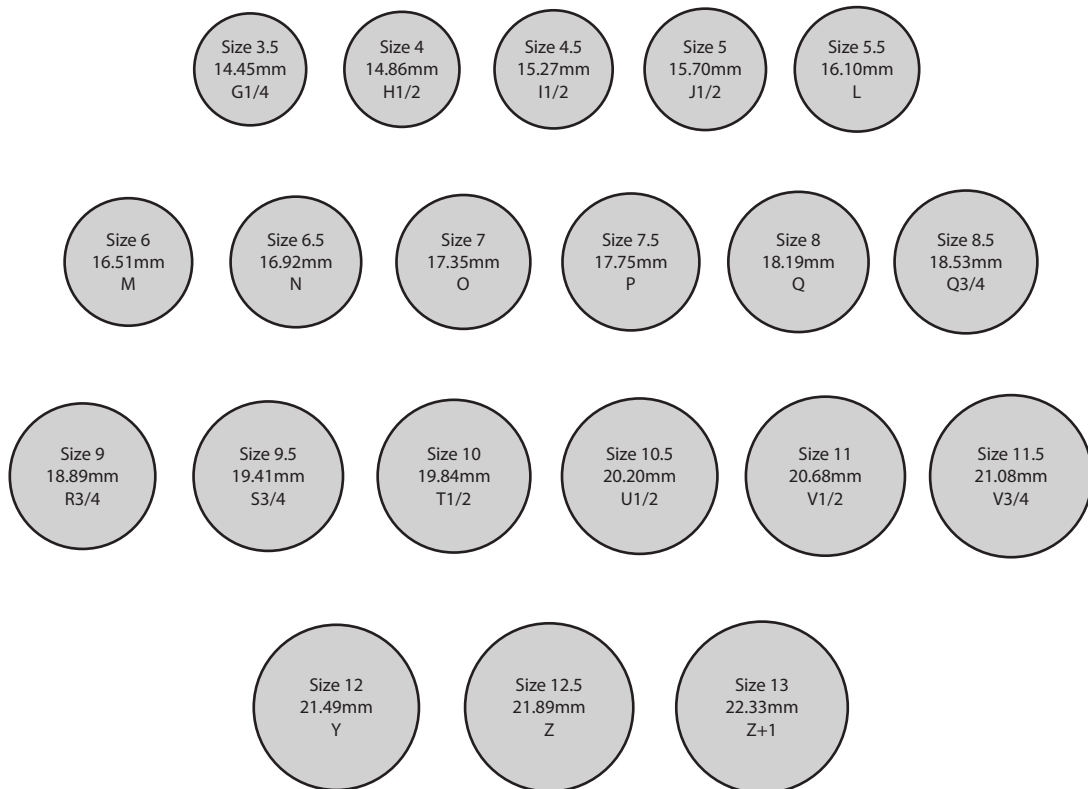 Size 3.5
14.45mm
G1/4
Size 4
14.86mm
H1/2
Size 4.5
15.27mm
I1/2
Size 5
15.70mm
J1/2
Size 5.5
16.10mm
L
Size 6
16.51mm
M
Size 6.5
16.92mm
N
Size 7
17.35mm
O
Size 7.5
17.75mm
P
Size 8
18.19mm
Q
Size 8.5
18.53mm
Q3/4
Size 9
18.89mm
R3/4
Size 9.5
19.41mm
S3/4
Size 10
19.84mm
T1/2
Size 10.5
20.20mm
U1/2
Size 11
20.68mm
V1/2
Size 11.5
21.08mm
V3/4
Size 12
21.49mm
Y
Size 12.5
21.89mm
Z
Size 13
22.33mm
Z+1